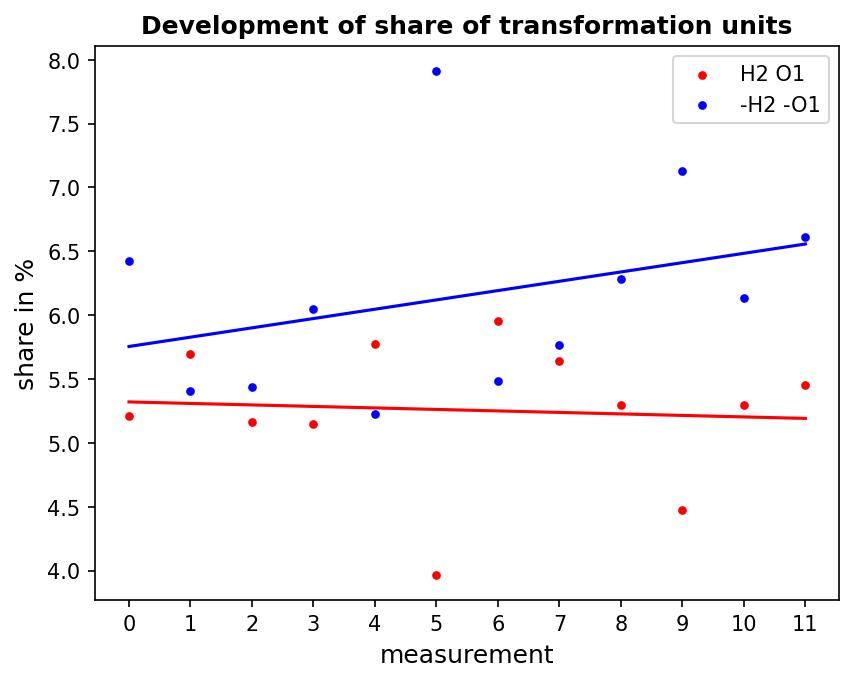 Development of share of transformation units
H2 O1
-H2 -O1
share in %
8.0
7.5
7.0
6.5
6.0
5.5
5.0
4.5
4.0
0 1 2 3 4 5 6 7 8 9 10 11
measurement